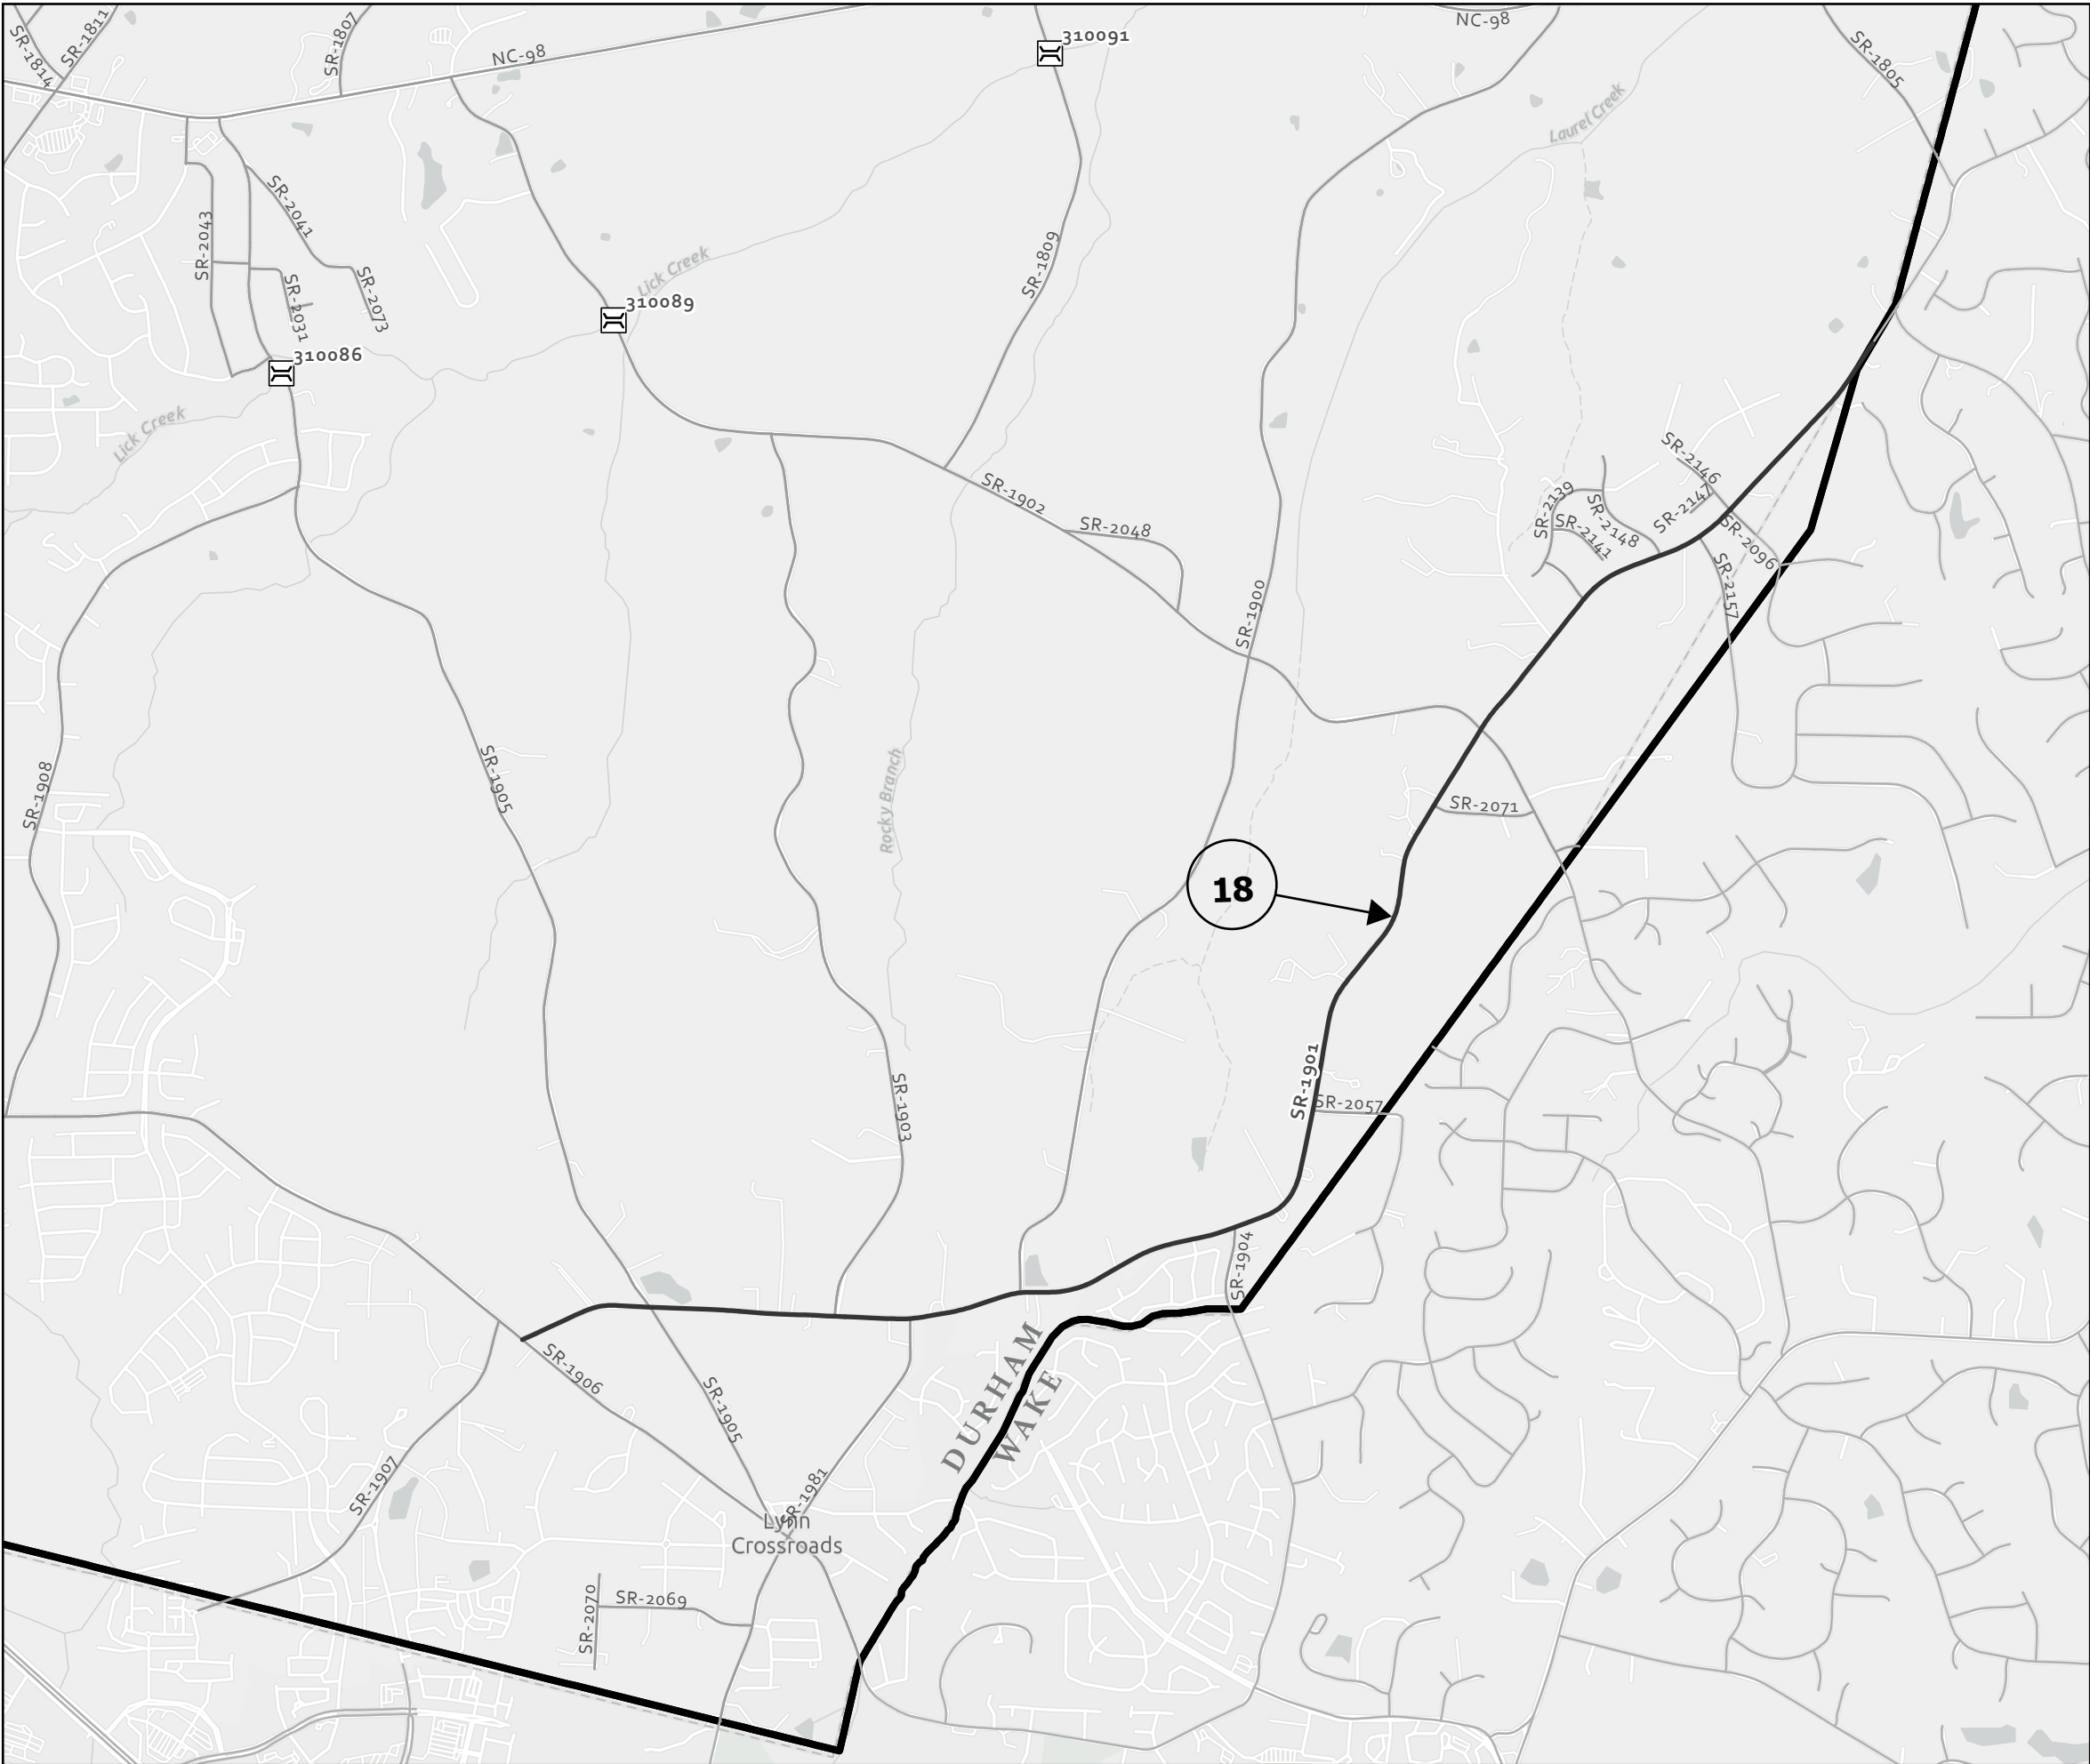 SR-1811
SR-1807
310091
NC-98
SR-1814
NC-98
SR-1805
Laurel Creek
SR-2041
SR-2043
SR-1809
Lick Creek
SR-2073
SR-2031
310089
310086
Lick Creek
SR-2146
SR-1902
SR-2147
SR-2139
SR-2048
SR-2148
SR-2141
SR-2096
SR-2157
SR-1900
SR-1908
SR-1905
Rocky Branch
SR-2071
18
SR-1901
SR-2057
SR-1903
SR-1904
DURHAM
WAKE
SR-1906
SR-1905
SR-1907
SR-1981
Lynn
Crossroads
SR-2070
SR-2069